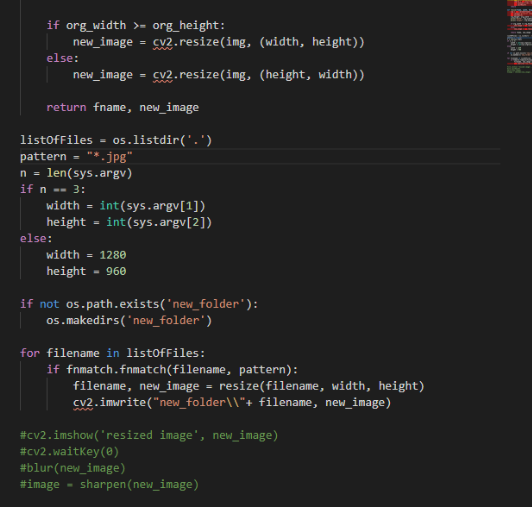 if org_width >= org_height:
new_image = cv2.resize(img, (width, height))
else:
new_image = cv2.resize(img, (height, width))
return fname, new_image
listOfFiles = os.listdir('.')
pattern = "*.jpg"
n = len(sys.argv)
if n == 3:
width = int(sys.argv[1])
height = int(sys.argv[2])
else:
width = 1280
height = 960
if not os.path.exists('new_folder'):
os.makedirs('new_folder')
for filename in listOfFiles:
if fnmatch.fnmatch(filename, pattern):
filename, new_image = resize(filename, width, height)
cv2.imwrite("new_folder\\"+ filename, new_image)
#cv2.imshow('resized image', new_image)
#cv2.waitKey(0)
#blur(new_image)
#image = sharpen(new_image)